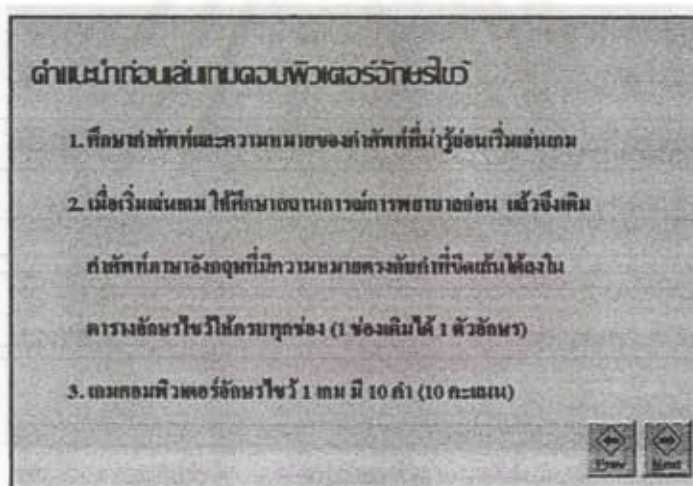 คำแนะนำก่อนเล่นเกมคอมพิวเตอร์อักษรไขว้
1. ศึกษาคำศัพท์และความหมายของคำศัพท์ที่น่ารู้ก่อนเริ่มเล่นเกม
2. เมื่อเริ่มเล่นเกม ให้ศึกษาสถานการณ์การพยาบาลก่อน แล้วจึงเติม
คำศัพท์ภาษาอังกฤษที่มีความหมายตรงกับคำที่ขีดเส้นใต้ลงใน
ตารางอักษรไขว้ให้ครบทุกช่อง (1 ช่องเติมได้ 1 ตัวอักษร)
3. เกมคอมพิวเตอร์อักษรไขว้ 1 เกม มี 10 คำ (10 คะแนน)
Prev Next